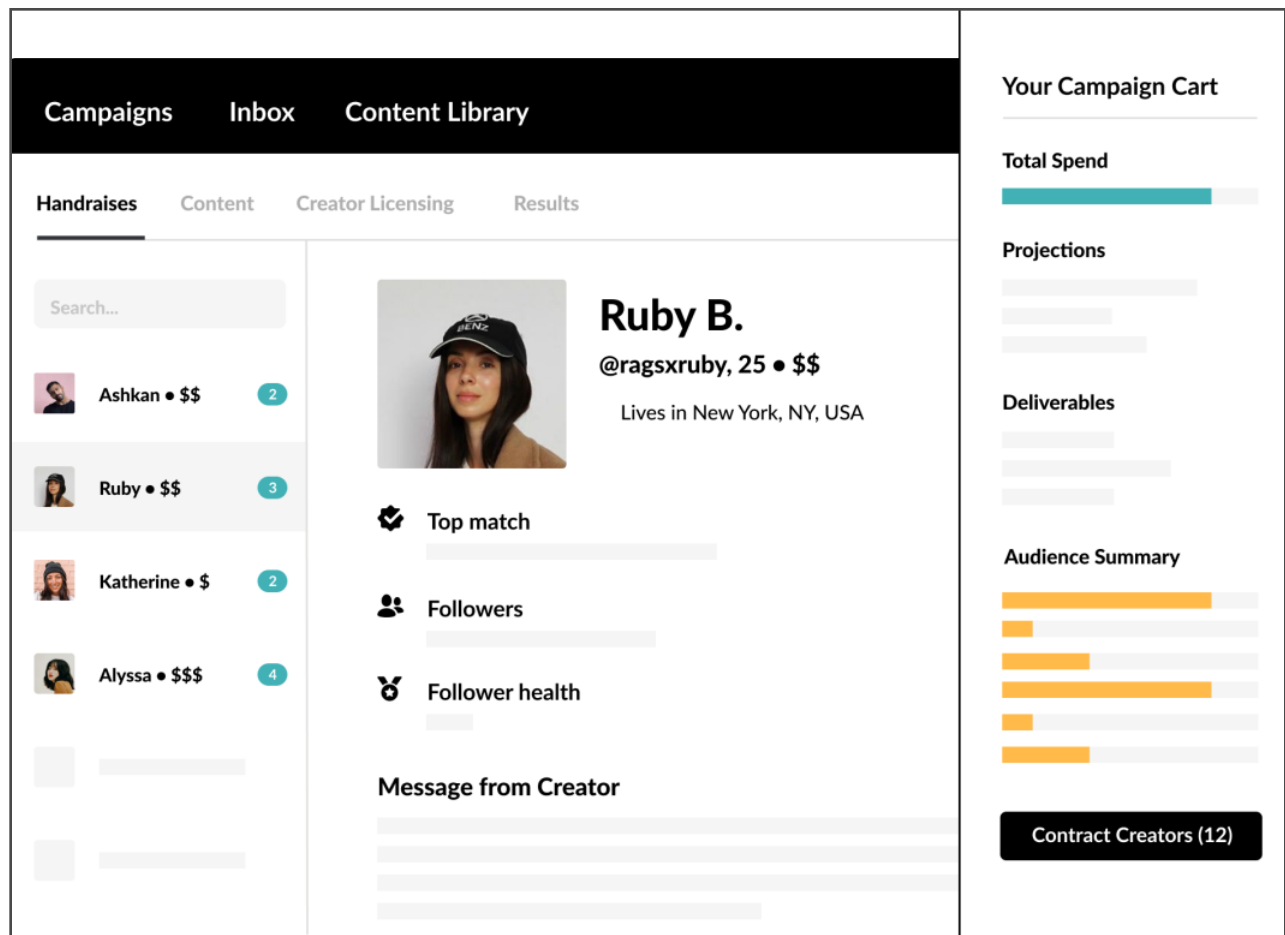 Campaigns Inbox Content Library
Handraises Content Creator Licensing Results
Search...
Ashkan • $$ 2
Ruby • $$ 3
Katherine • $ 2
Alyssa • $$$ 4
BENZ
Ruby B.
@ragsxruby, 25 • $$
Lives in New York, NY, USA
Top match
Followers
Follower health
Message from Creator
Your Campaign Cart
Total Spend
Projections
Deliverables
Audience Summary
Contract Creators (12)